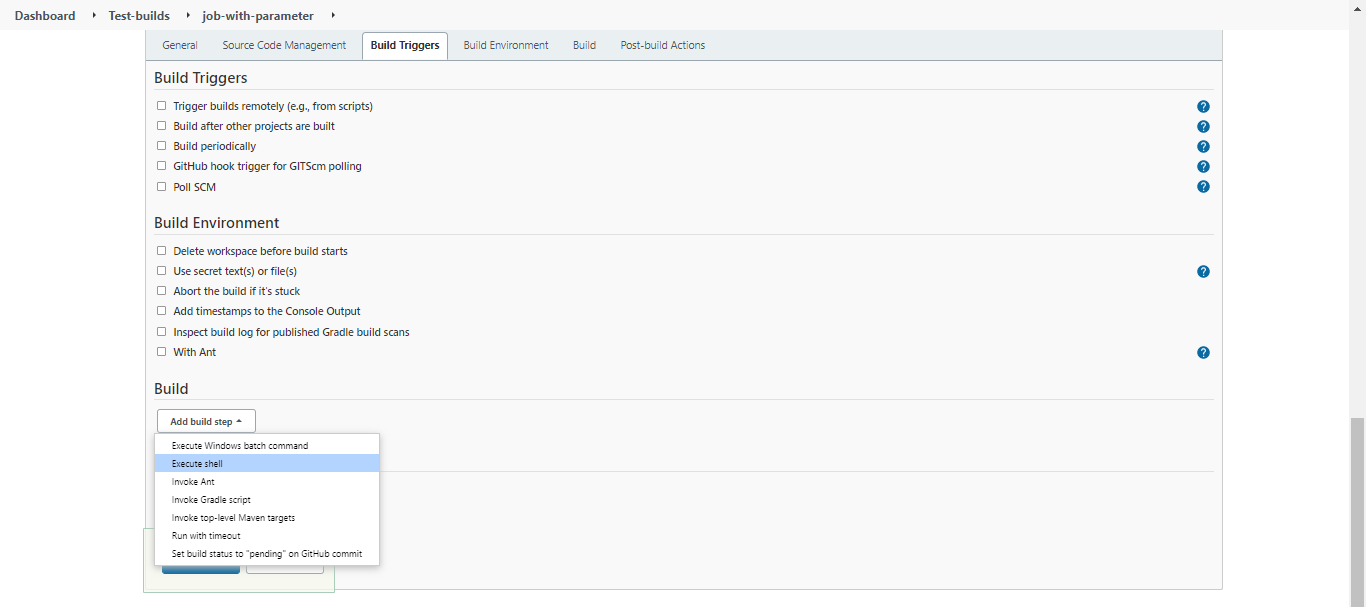 Dashboard Test-builds job-with-parameter
General Source Code Management Build Triggers Build Environment Build Post-build Actions
Build Triggers
Trigger builds remotely (e.g., from scripts) ?
Build after other projects are built ?
Build periodically ?
GitHub hook trigger for GITScm polling ?
Poll SCM ?
Build Environment
Delete workspace before build starts
Use secret text(s) or file(s) ?
Abort the build if it's stuck
Add timestamps to the Console Output
Inspect build log for published Gradle build scans
With Ant ?
Build
Add build step
Execute Windows batch command
Execute shell
Invoke Ant
Invoke Gradle script
Invoke top-level Maven targets
Run with timeout
Set build status to "pending" on GitHub commit